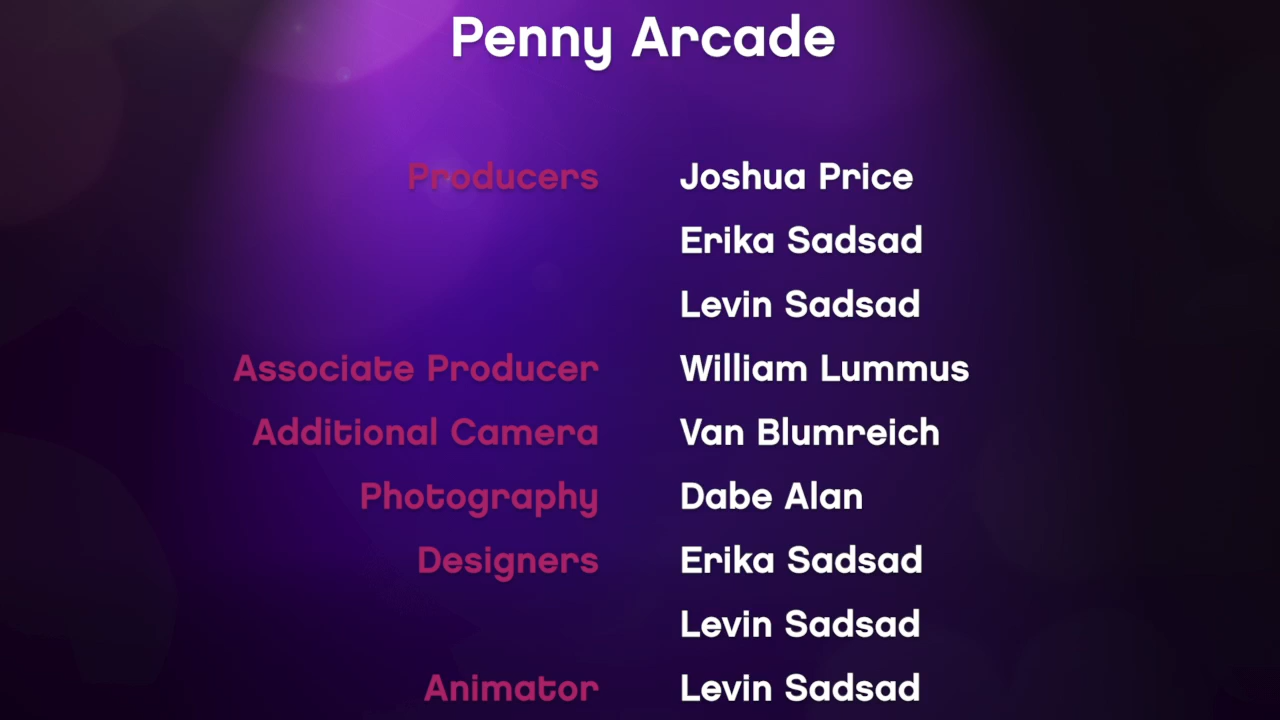 Penny Arcade
Producers Joshua Price
Erika Sadsad
Levin Sadsad
Associate Producer William Lummus
Additional Camera Van Blumreich
Photography Dabe Alan
Designers Erika Sadsad
Levin Sadsad
Animator Levin Sadsad